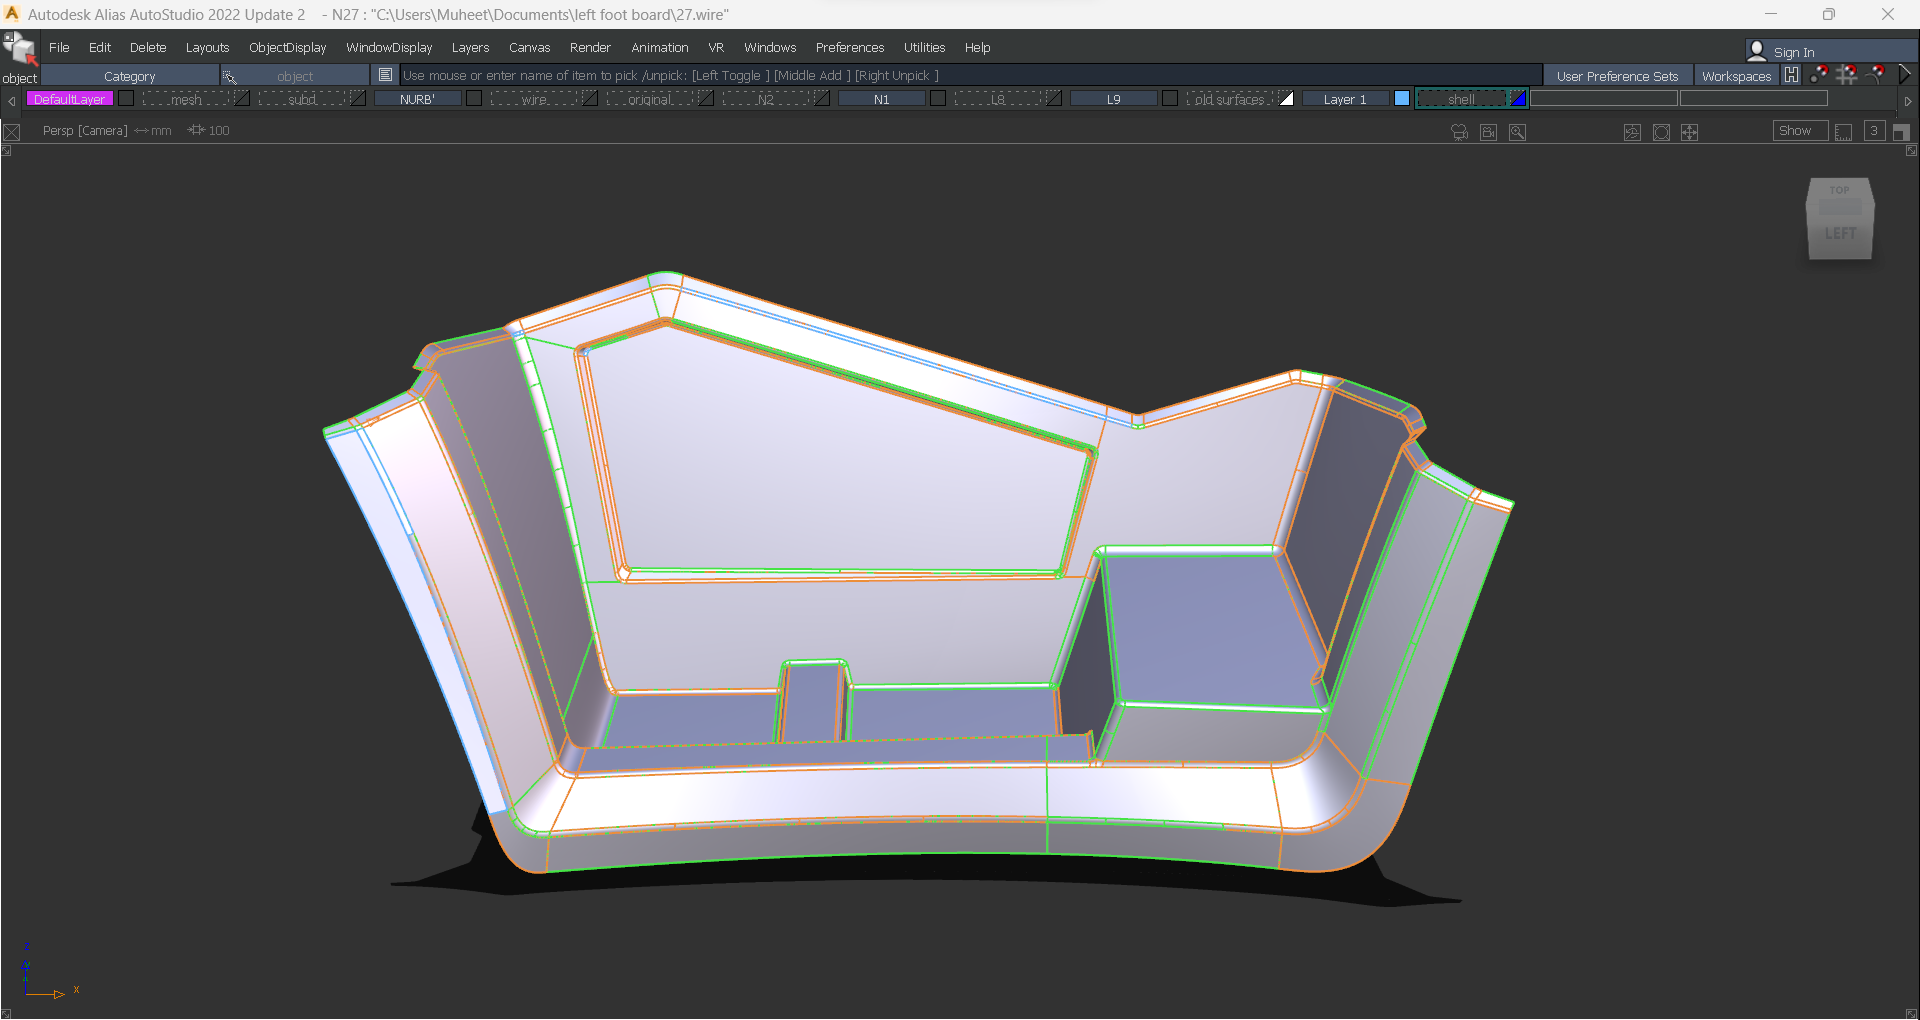 Autodesk Alias AutoStudio 2022 Update 2 - N27 : "C:\Users\Muheet\Documents\left foot board\27.wire"
File Edit Delete Layouts ObjectDisplay WindowDisplay Layers Canvas Render Animation VR Windows Preferences Utilities Help
Sign In
object Category object Use mouse or enter name of item to pick /unpick: [Left Toggle ] [Middle Add ] [Right Unpick ] User Preference Sets Workspaces
DefaultLayer mesh subd NURB' wire original N2 N1 L8 L9 old surfaces Layer 1 shell
Persp [Camera] mm 100 Show 3
TOP
LEFT
z
x